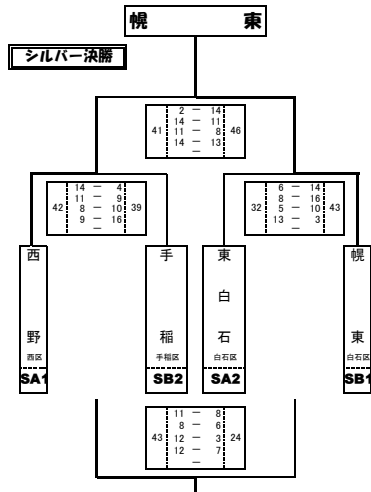 幌 東
シルバー決勝
2 － 14
14 － 11
41 11 － 8 46
14 － 13
－
14 － 4
11 － 9
42 8 － 10 39
9 － 16
－
6 － 14
8 － 16
32 5 － 10 43
13 － 3
－
西野 手稲 東白石 幌東
西区 手稲区 白石区 白石区
SA1 SB2 SA2 SB1
11 － 8
8 － 6
43 12 － 3 24
12 － 7
－